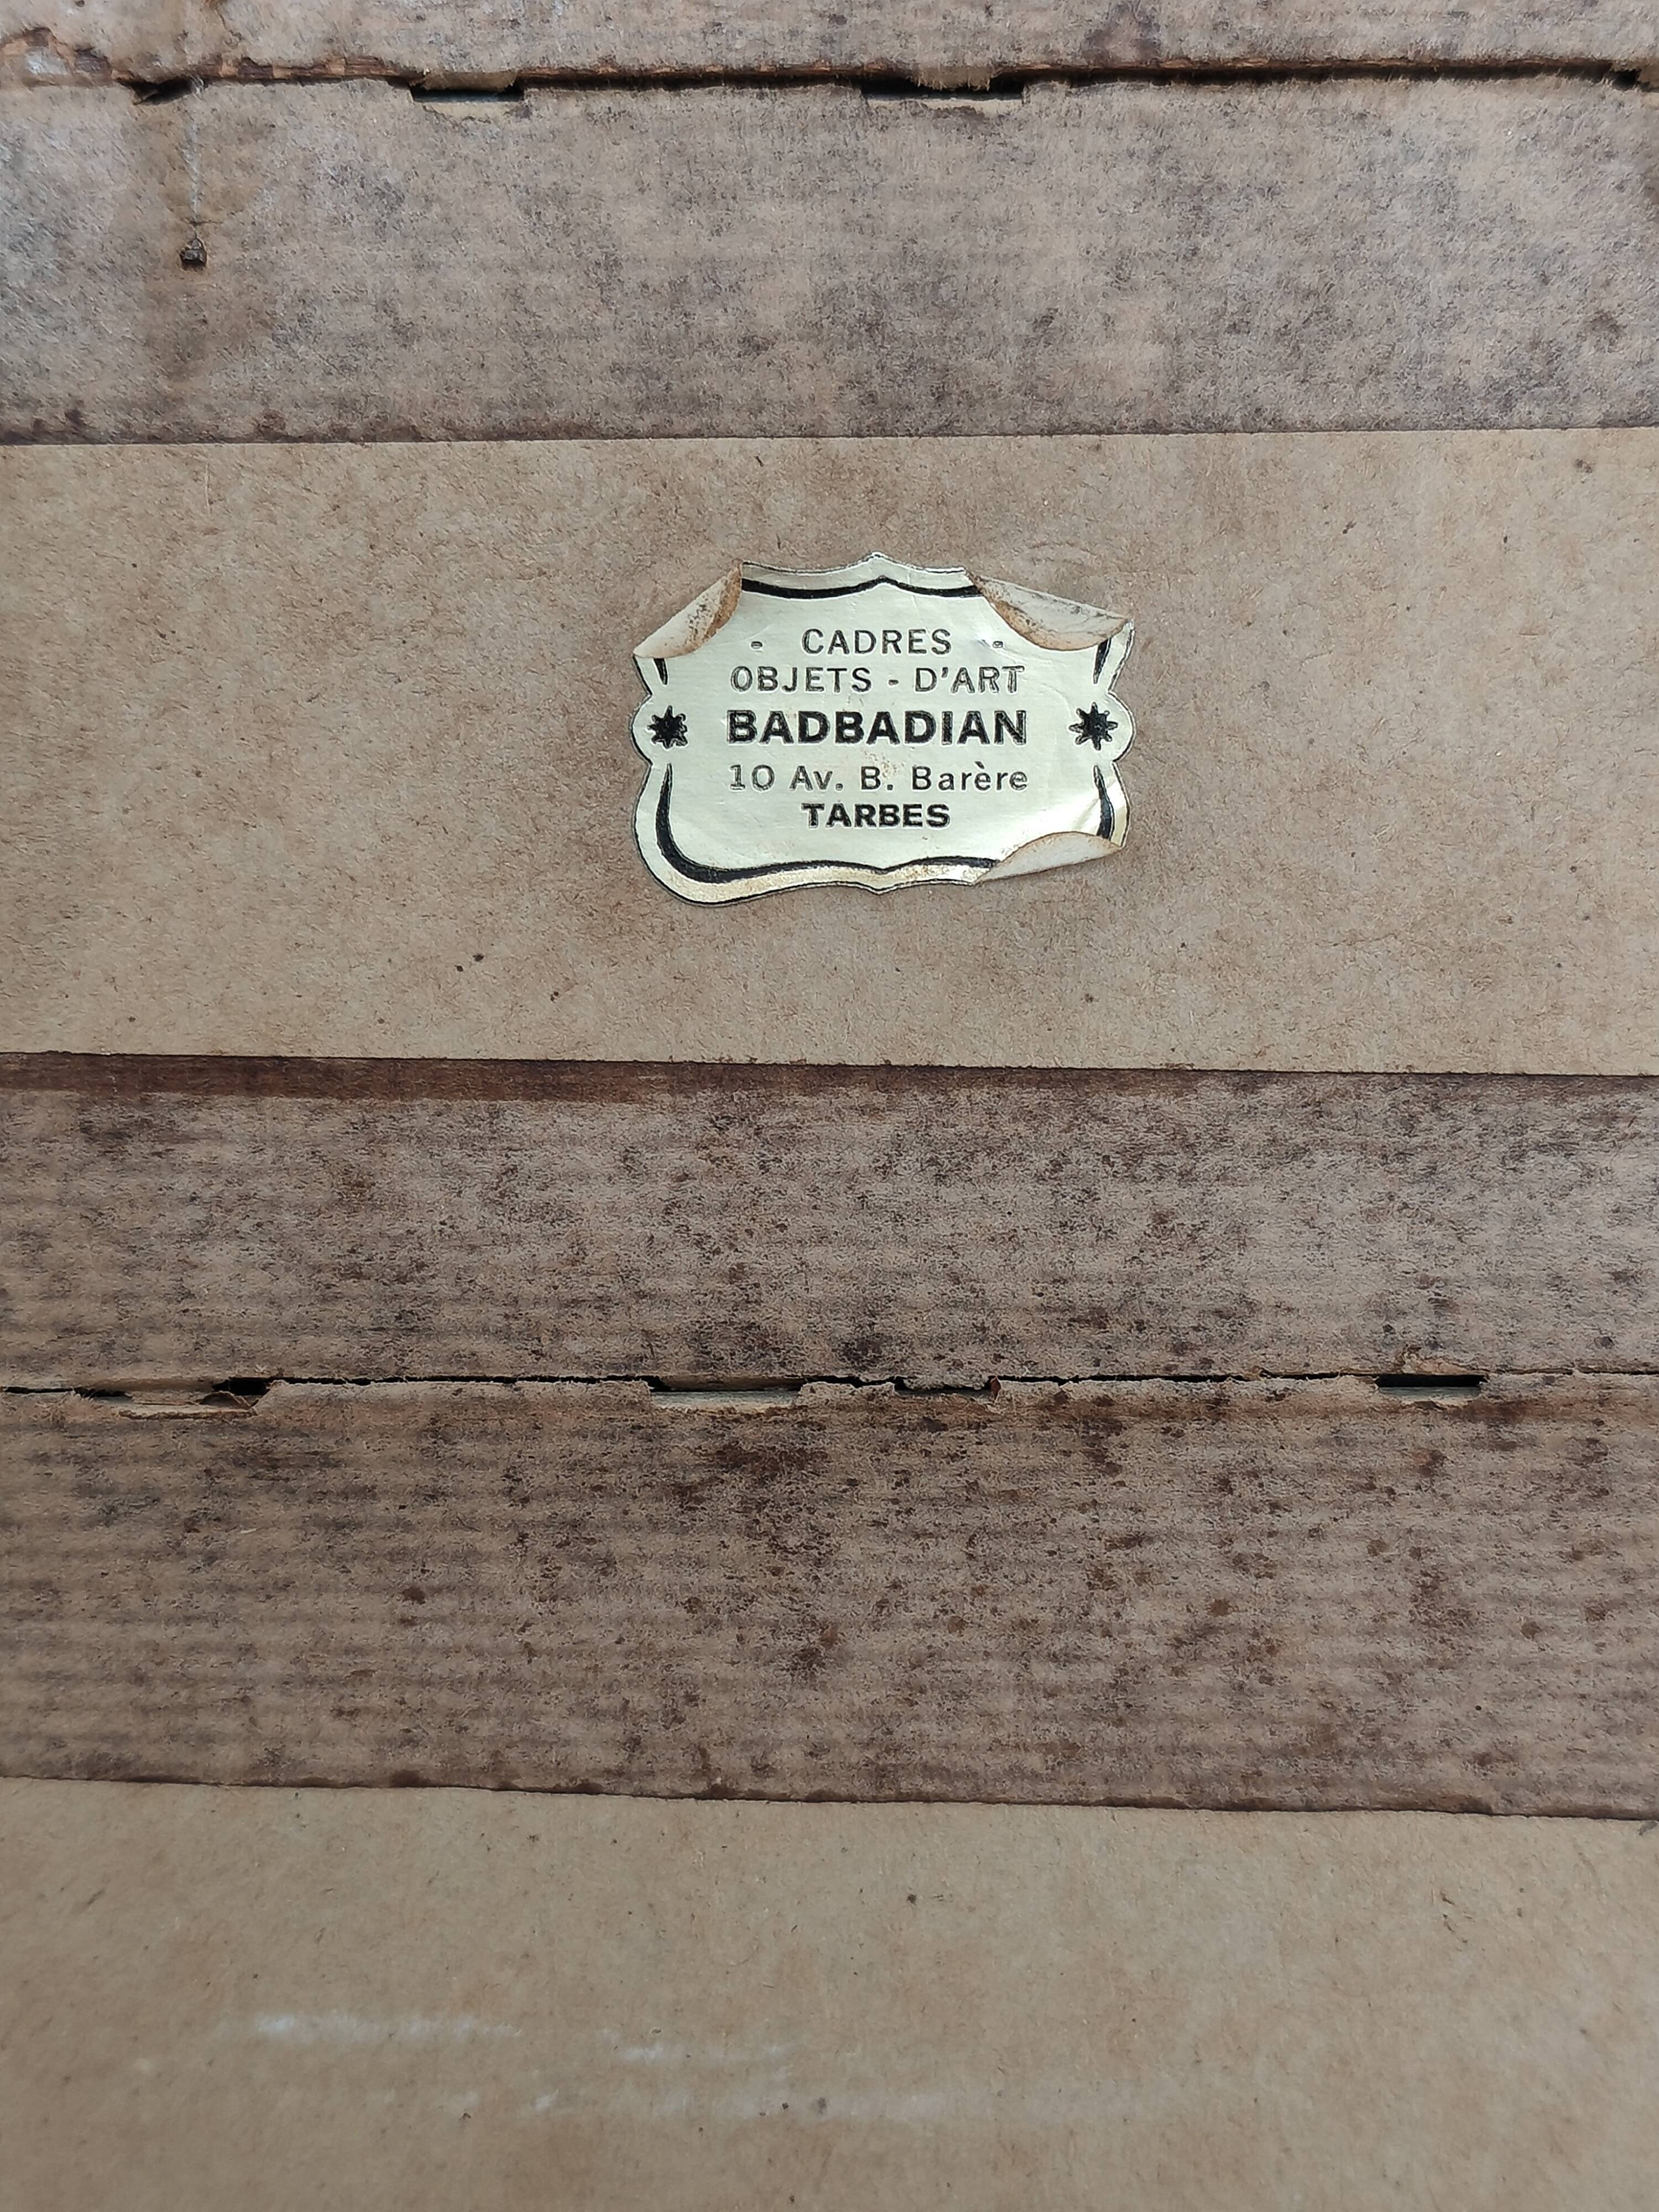 - CADRES -
OBJETS - D'ART
BADBADIAN
10 Av. B. Barère
TARBES